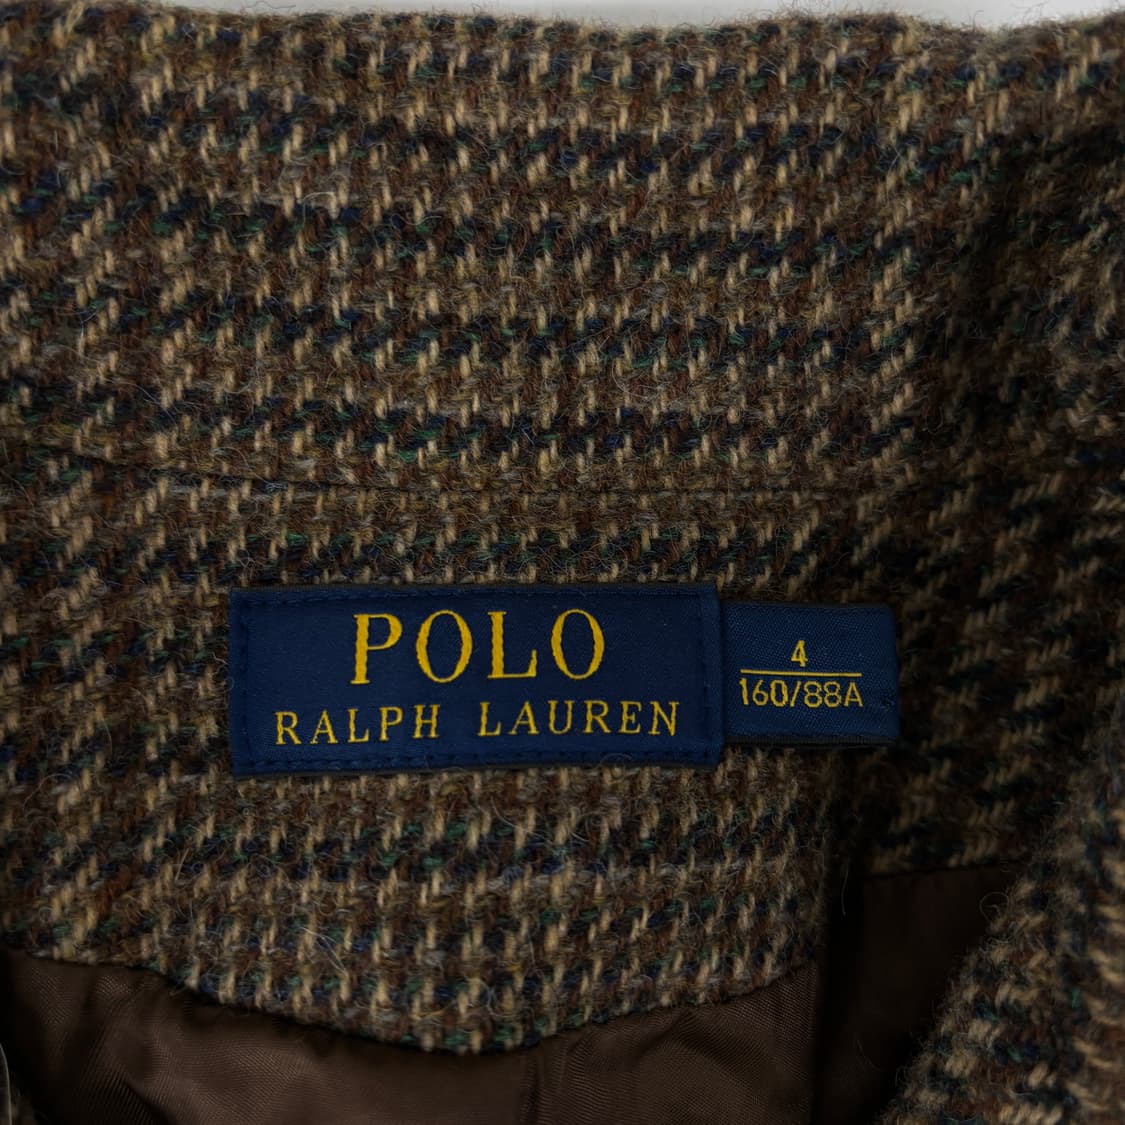 POLO
RALPH LAUREN
4
160/88A